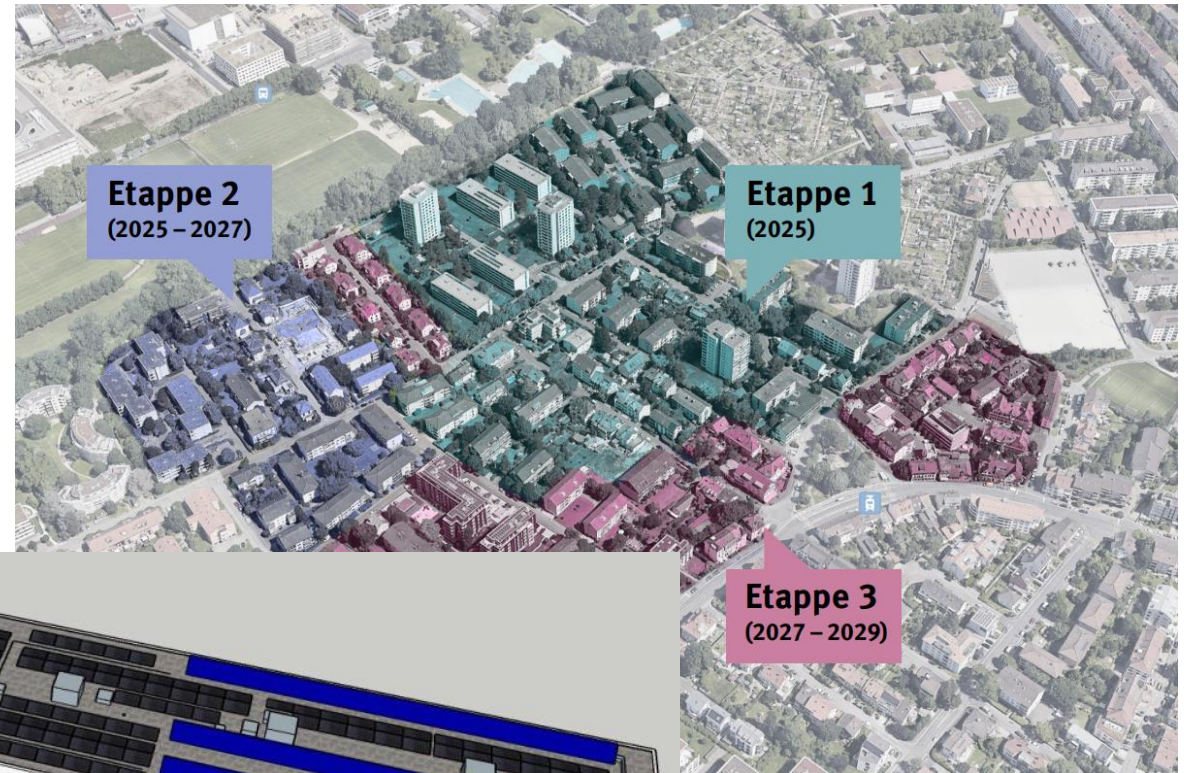 Etappe 2
(2025 – 2027)
Etappe 1
(2025)
Etappe 3
(2027 – 2029)